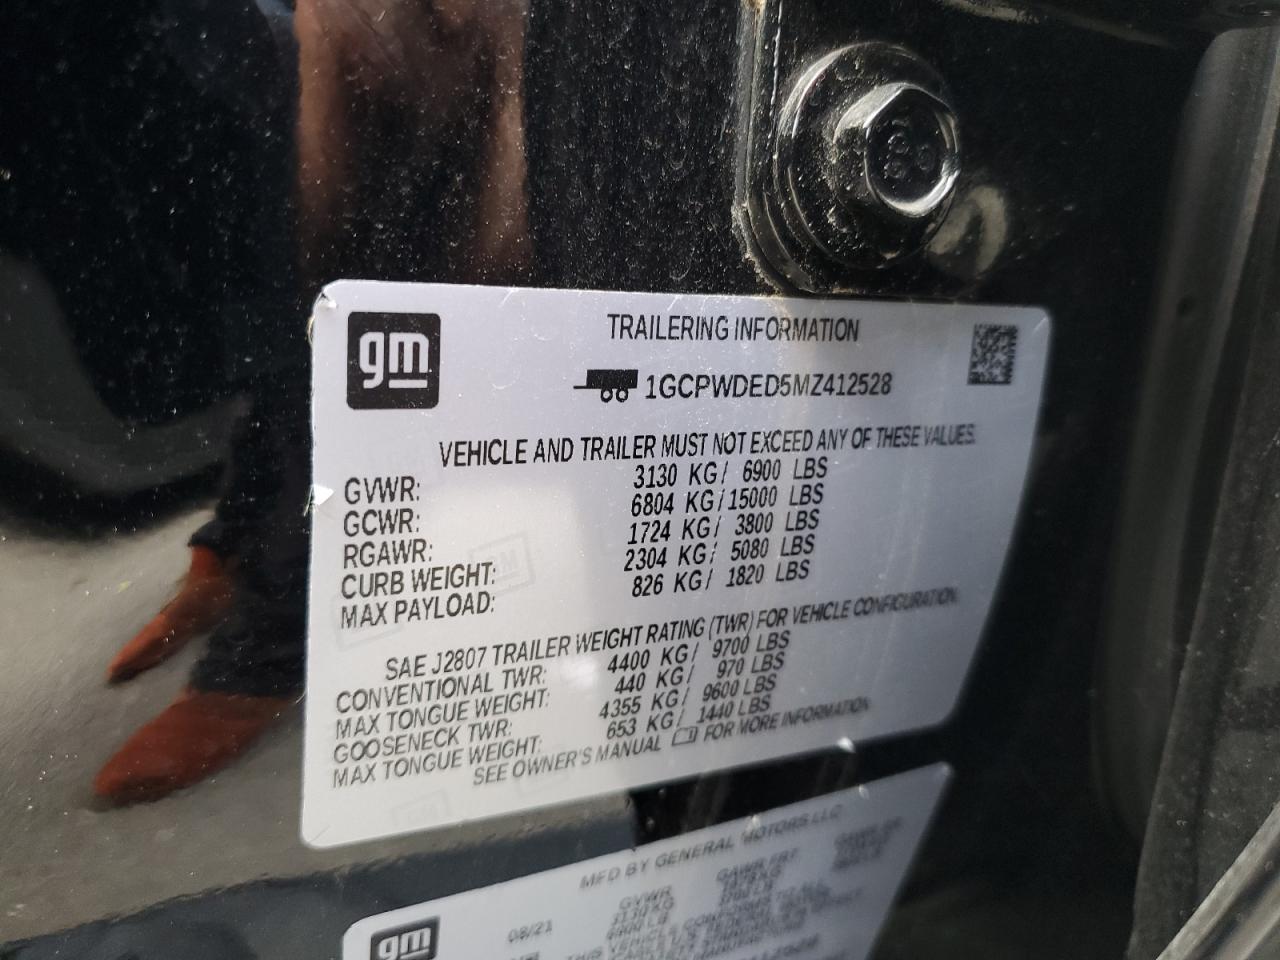 gm
TRAILERING INFORMATION
1GCPWDED5MZ412528
VEHICLE AND TRAILER MUST NOT EXCEED ANY OF THESE VALUES.
GVWR: 3130 KG/ 6900 LBS
GCWR: 6804 KG/15000 LBS
RGAWR: 1724 KG/ 3800 LBS
CURB WEIGHT: 2304 KG/ 5080 LBS
MAX PAYLOAD: 826 KG/ 1820 LBS
SAE J2807 TRAILER WEIGHT RATING (TWR) FOR VEHICLE CONFIGURATION.
CONVENTIONAL TWR: 4400 KG/ 9700 LBS
MAX TONGUE WEIGHT: 440 KG/ 970 LBS
GOOSENECK TWR: 4355 KG/ 9600 LBS
MAX TONGUE WEIGHT: 653 KG/ 1440 LBS
SEE OWNER'S MANUAL FOR MORE INFORMATION
MFD BY GENERAL MOTORS LLC
gm
08/21
GVWR
3130 KG
6900 LB
GAWR FRT